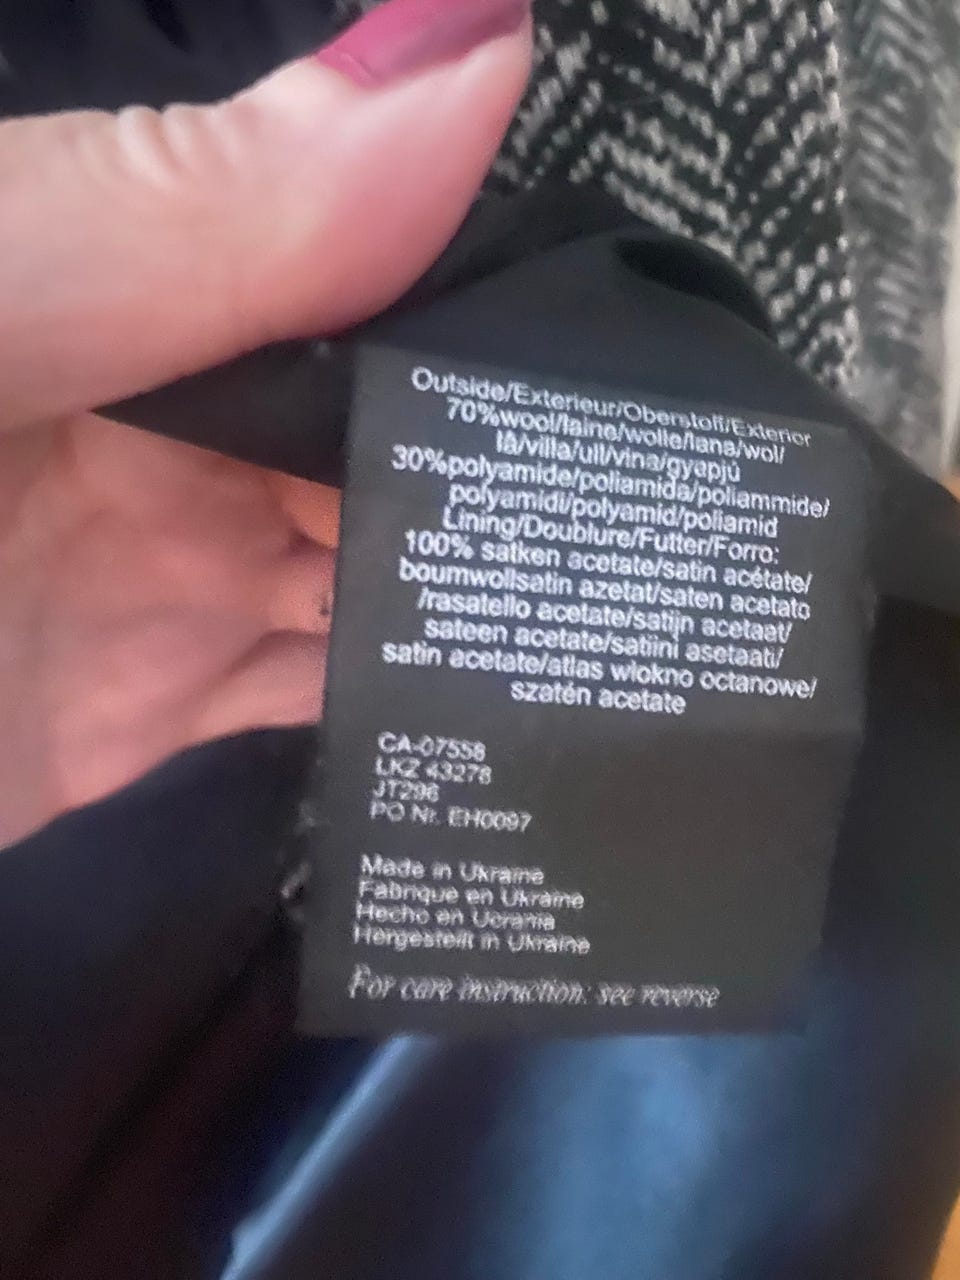 Outside/Exterieur/Oberstoff/Exterior
70%wool/laine/wolle/lana/wol/
lã/villa/ull/vlna/gyapjú
30%polyamide/poliamida/poliammide/
polyamidi/polyamid/poliamid
Lining/Doublure/Futter/Forro:
100% satken acetate/satin acétate/
boumwollsatin azetat/saten acetato
/rasatello acetate/satijn acetaat/
sateen acetate/satiini asetaati/
satin acetate/atlas wlokno octanowe/
szatén acetate
CA-07558
LKZ 43278
JT296
PO Nr. EH0097
Made in Ukraine
Fabrique en Ukraine
Hecho en Ucrania
Hergestellt in Ukraine
For care instruction: see reverse